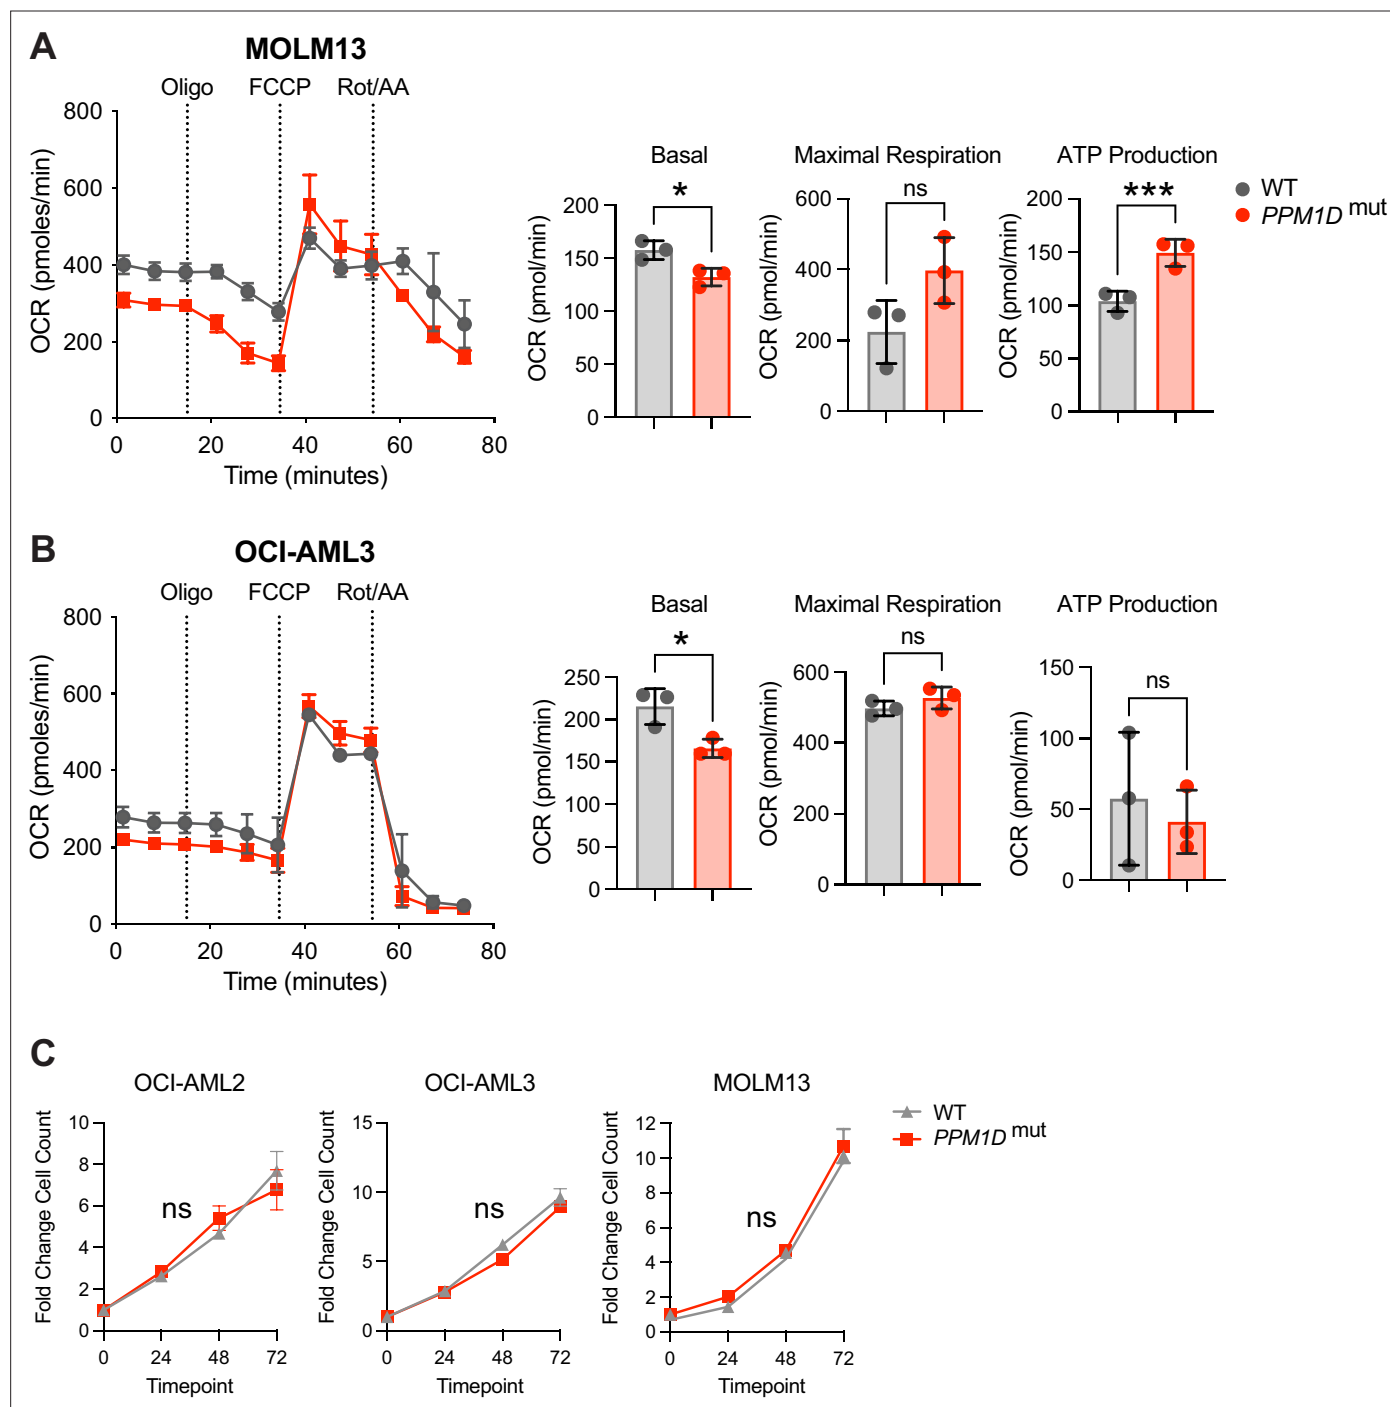 A
MOLM13
Oligo FCCP Rot/AA
800
600
400
200
0
OCR (pmoles/min)
0 20 40 60 80
Time (minutes)
Basal
*
200
150
100
50
0
OCR (pmol/min)
Maximal Respiration
ns
600
400
200
0
OCR (pmol/min)
ATP Production
***
200
150
100
50
0
OCR (pmol/min)
WT
PPM1D mut
B
OCI-AML3
Oligo FCCP Rot/AA
800
600
400
200
0
OCR (pmoles/min)
0 20 40 60 80
Time (minutes)
Basal
*
250
200
150
100
50
0
OCR (pmol/min)
Maximal Respiration
ns
600
400
200
0
OCR (pmol/min)
ATP Production
ns
150
100
50
0
OCR (pmol/min)
C
OCI-AML2
10
8
6
4
2
0
Fold Change Cell Count
ns
0 24 48 72
Timepoint
OCI-AML3
15
10
5
0
Fold Change Cell Count
ns
0 24 48 72
Timepoint
MOLM13
12
10
8
6
4
2
0
Fold Change Cell Count
ns
0 24 48 72
Timepoint
WT
PPM1D mut